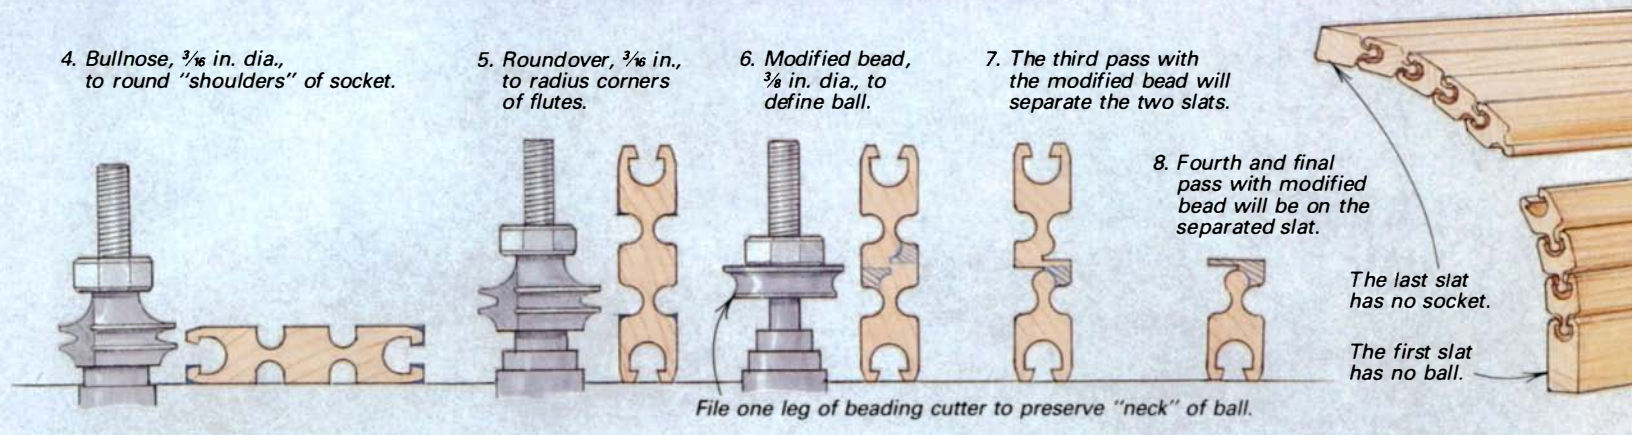 4. Bullnose, 3/16 in. dia.,
to round "shoulders" of socket.
5. Roundover, 3/16 in.,
to radius corners
of flutes.
6. Modified bead,
3/8 in. dia., to
define ball.
7. The third pass with
the modified bead will
separate the two slats.
8. Fourth and final
pass with modified
bead will be on the
separated slat.
The last slat
has no socket.
The first slat
has no ball.
File one leg of beading cutter to preserve "neck" of ball.